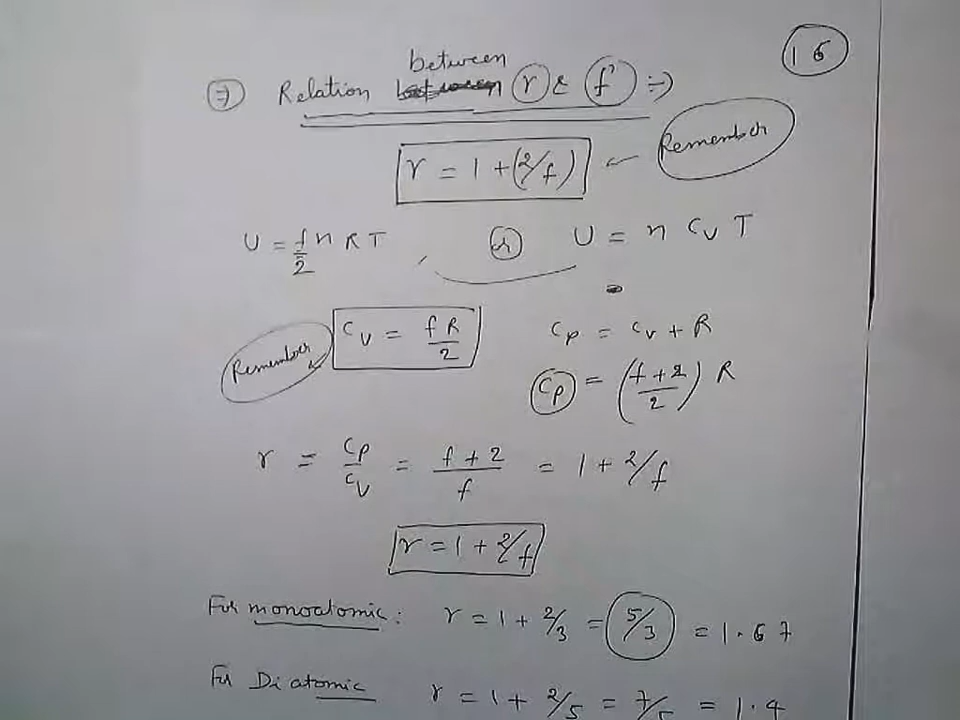 16
⇒ Relation between γ & f ⇒
γ = 1 + (2/f) ← Remember
U = f/2 n R T , or U = n Cv T
Remember Cv = fR/2 Cp = Cv + R
Cp = (f+2/2) R
γ = Cp/Cv = f+2/f = 1 + 2/f
γ = 1 + 2/f
For monoatomic : γ = 1 + 2/3 = 5/3 = 1.67
For Diatomic γ = 1 + 2/5 = 7/5 = 1.4